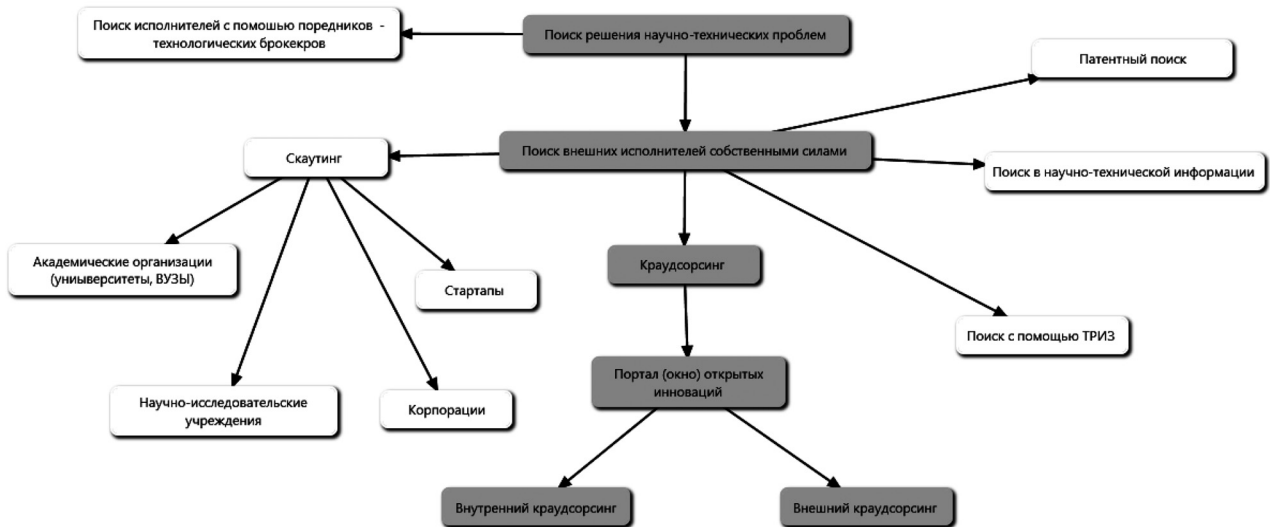 Поиск исполнителей с помошью поредников -
технологических брокекров
Поиск решения научно-технических проблем
Патентный поиск
Поиск внешних исполнителей собственными силами
Скаутинг
Поиск в научно-технической информации
Академические организации
(униыверситеты, ВУЗЫ)
Краудсорсинг
Стартапы
Поиск с помощью ТРИЗ
Портал (окно) открытых
инноваций
Научно-исследовательские
учреждения
Корпорации
Внутренний краудсорсинг
Внешний краудсорсинг